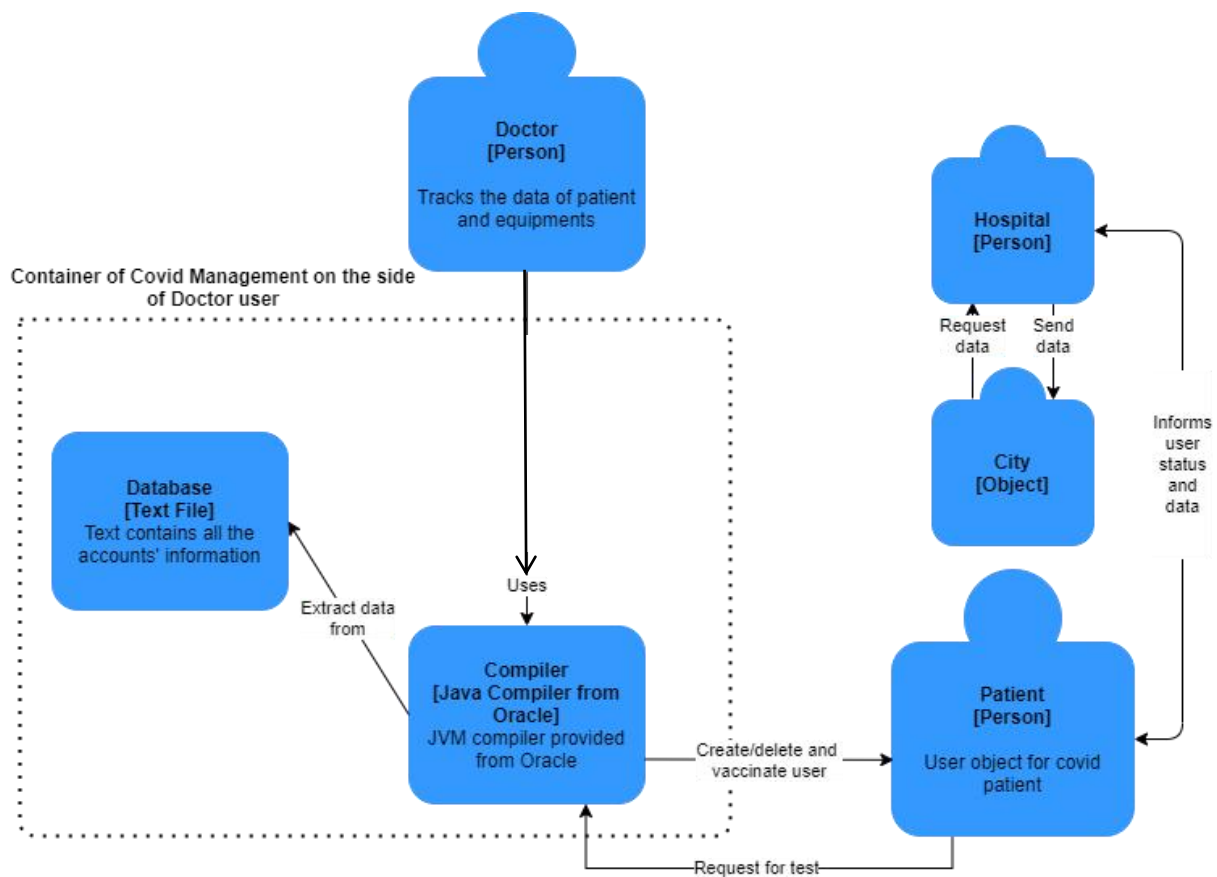 Doctor
[Person]
Tracks the data of patient
and equipments
Hospital
[Person]
Container of Covid Management on the side
of Doctor user
Request
data
Send
data
Informs
user
status
and
data
City
[Object]
Database
[Text File]
Text contains all the
accounts' information
Extract data
from
Uses
Compiler
[Java Compiler from
Oracle]
JVM compiler provided
from Oracle
Create/delete and
vaccinate user
Patient
[Person]
User object for covid
patient
Request for test